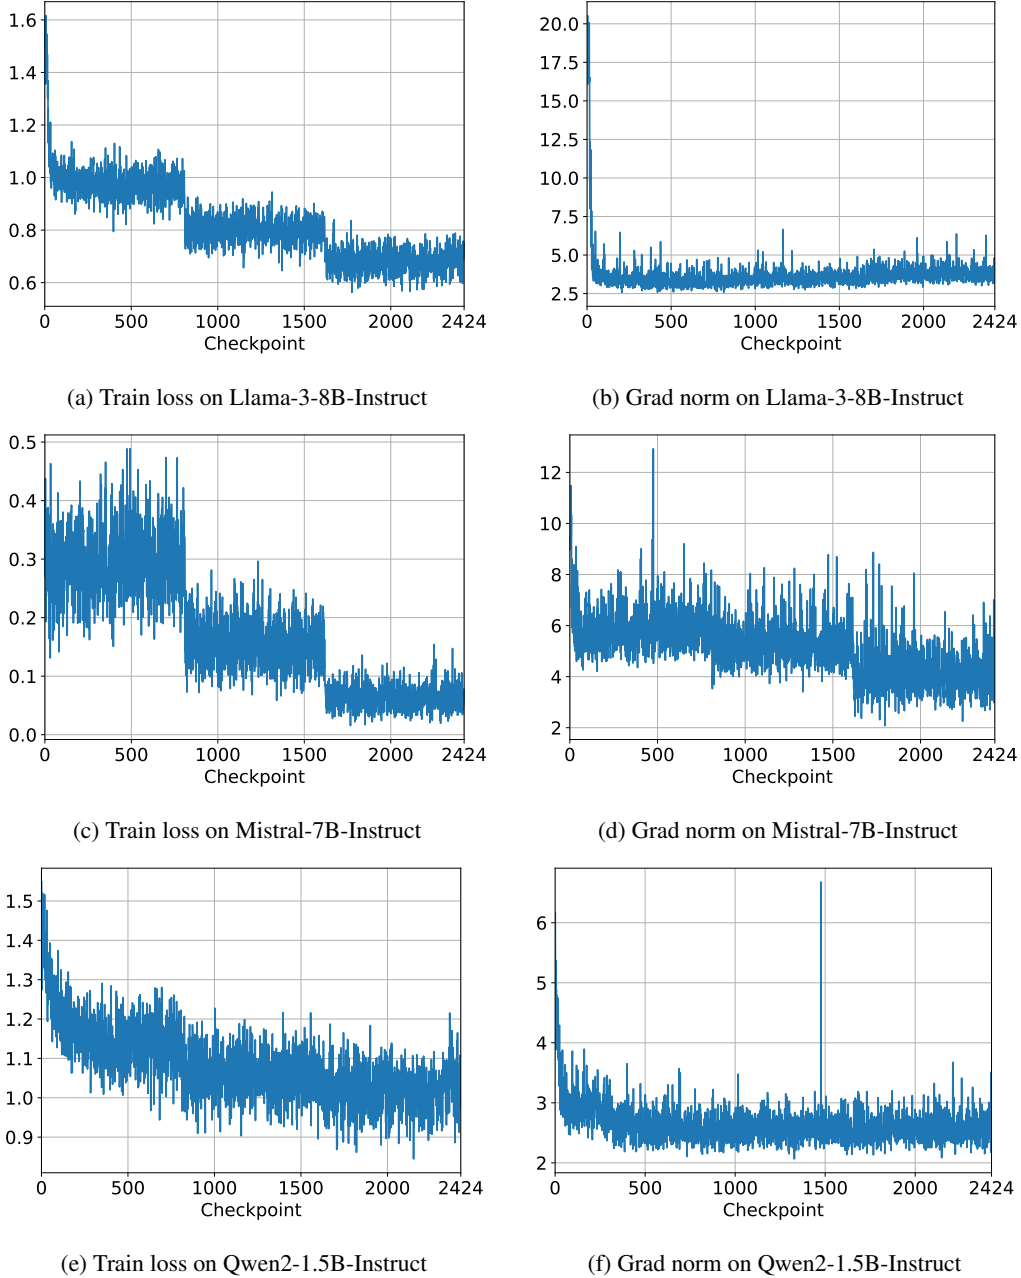 1.6
1.4
1.2
1.0
0.8
0.6
0 500 1000 1500 2000 2424
Checkpoint
(a) Train loss on Llama-3-8B-Instruct
20.0
17.5
15.0
12.5
10.0
7.5
5.0
2.5
0 500 1000 1500 2000 2424
Checkpoint
(b) Grad norm on Llama-3-8B-Instruct
0.5
0.4
0.3
0.2
0.1
0.0
0 500 1000 1500 2000 2424
Checkpoint
(c) Train loss on Mistral-7B-Instruct
12
10
8
6
4
2
0 500 1000 1500 2000 2424
Checkpoint
(d) Grad norm on Mistral-7B-Instruct
1.5
1.4
1.3
1.2
1.1
1.0
0.9
0 500 1000 1500 2000 2424
Checkpoint
(e) Train loss on Qwen2-1.5B-Instruct
6
5
4
3
2
0 500 1000 1500 2000 2424
Checkpoint
(f) Grad norm on Qwen2-1.5B-Instruct